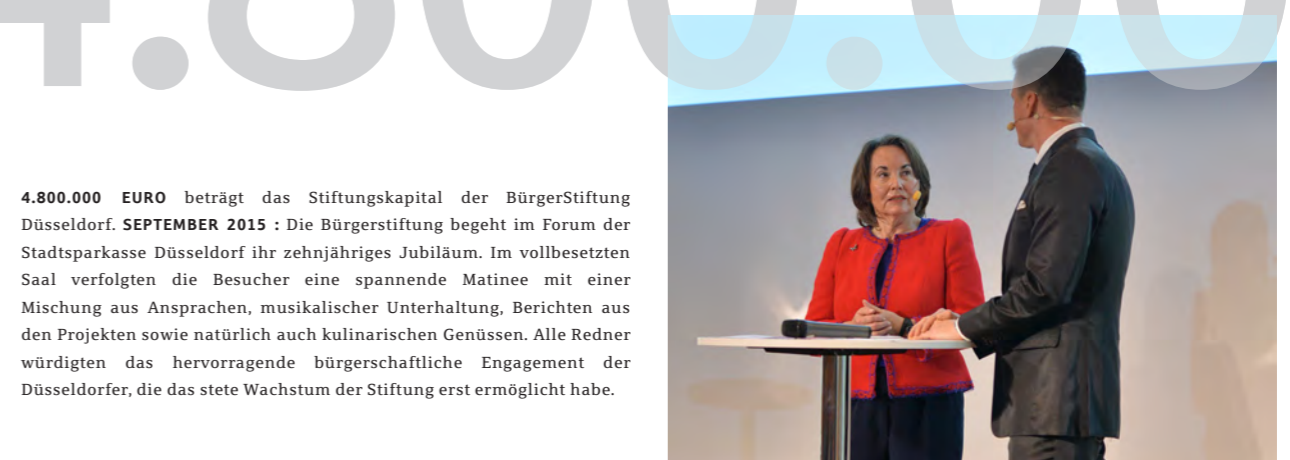 4.800.00
4.800.000 EURO beträgt das Stiftungskapital der BürgerStiftung
Düsseldorf. SEPTEMBER 2015 : Die Bürgerstiftung begeht im Forum der
Stadtsparkasse Düsseldorf ihr zehnjähriges Jubiläum. Im vollbesetzten
Saal verfolgten die Besucher eine spannende Matinee mit einer
Mischung aus Ansprachen, musikalischer Unterhaltung, Berichten aus
den Projekten sowie natürlich auch kulinarischen Genüssen. Alle Redner
würdigten das hervorragende bürgerschaftliche Engagement der
Düsseldorfer, die das stete Wachstum der Stiftung erst ermöglicht habe.